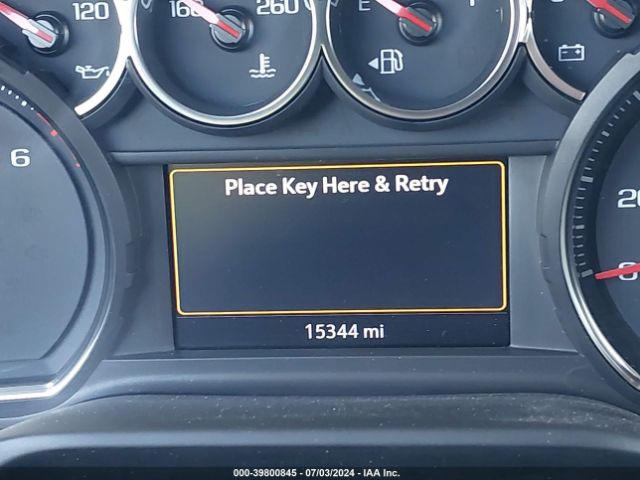 120
160 260
E
6
Place Key Here & Retry
15344 mi
000-39800845 - 07/03/2024 - IAA Inc.